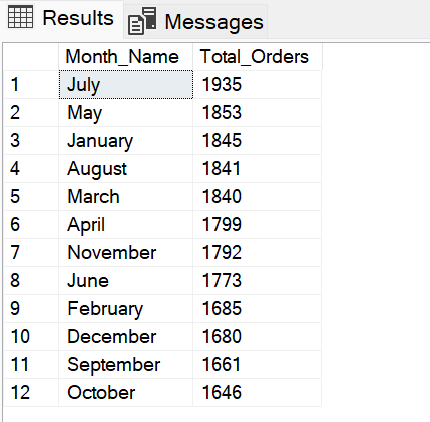 Results Messages
Month_Name Total_Orders
1 July 1935
2 May 1853
3 January 1845
4 August 1841
5 March 1840
6 April 1799
7 November 1792
8 June 1773
9 February 1685
10 December 1680
11 September 1661
12 October 1646